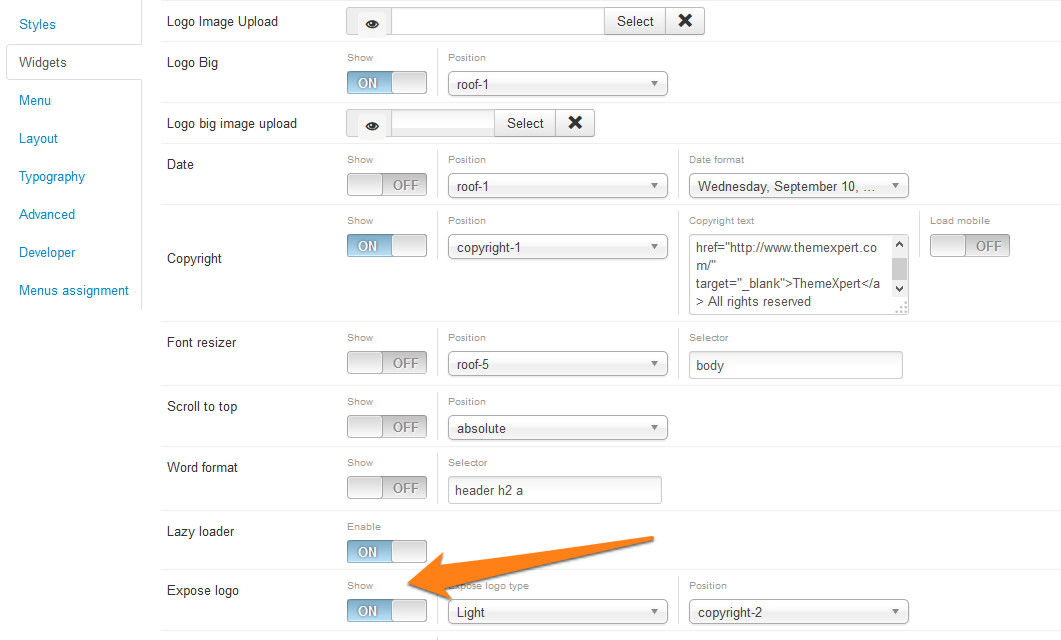 Styles
Widgets
Menu
Layout
Typography
Advanced
Developer
Menus assignment
Logo Image Upload
Select
Logo Big
Show
ON
Position
roof-1
Logo big image upload
Select
Date
Show
OFF
Position
roof-1
Date format
Wednesday, September 10, ...
Copyright
Show
ON
Position
copyright-1
Copyright text
href="http://www.themexpert.co
m/"
target="_blank">ThemeXpert</a
> All rights reserved
Load mobile
OFF
Font resizer
Show
OFF
Position
roof-5
Selector
body
Scroll to top
Show
OFF
Position
absolute
Word format
Show
OFF
Selector
header h2 a
Lazy loader
Enable
ON
Expose logo
Show
ON
Expose logo type
Light
Position
copyright-2